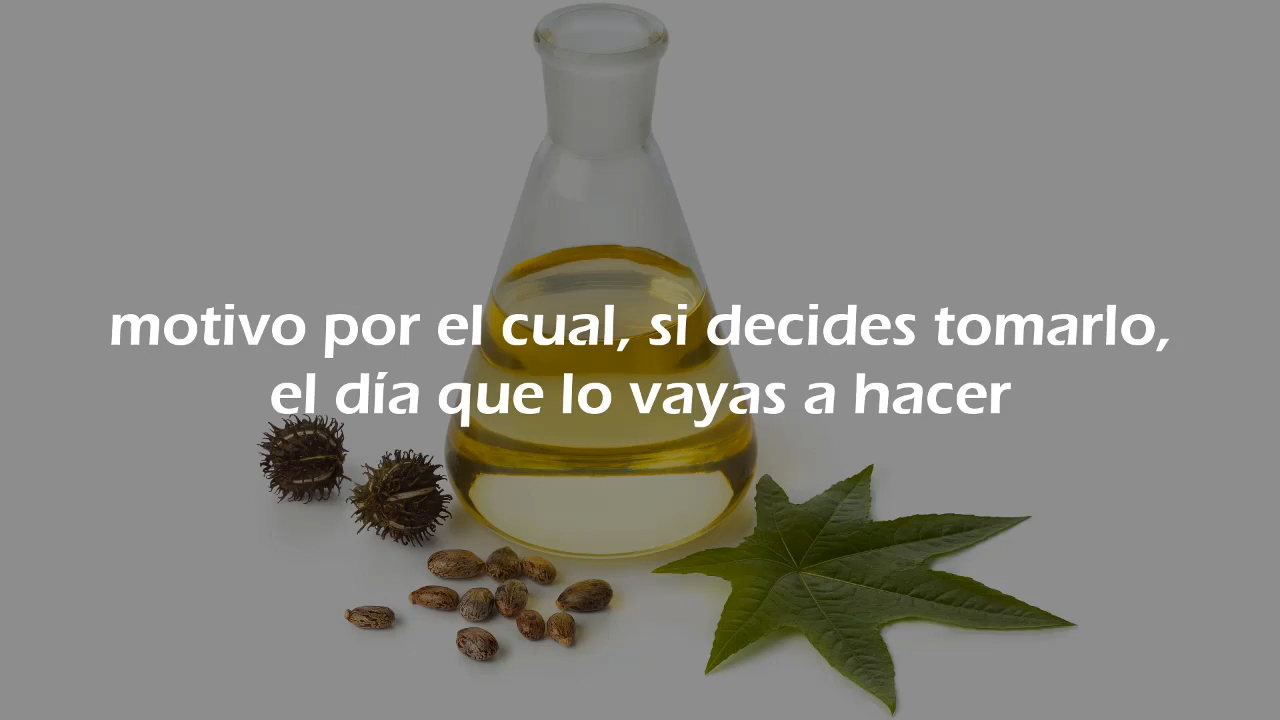 motivo por el cual, si decides tomarlo,
el día que lo vayas a hacer